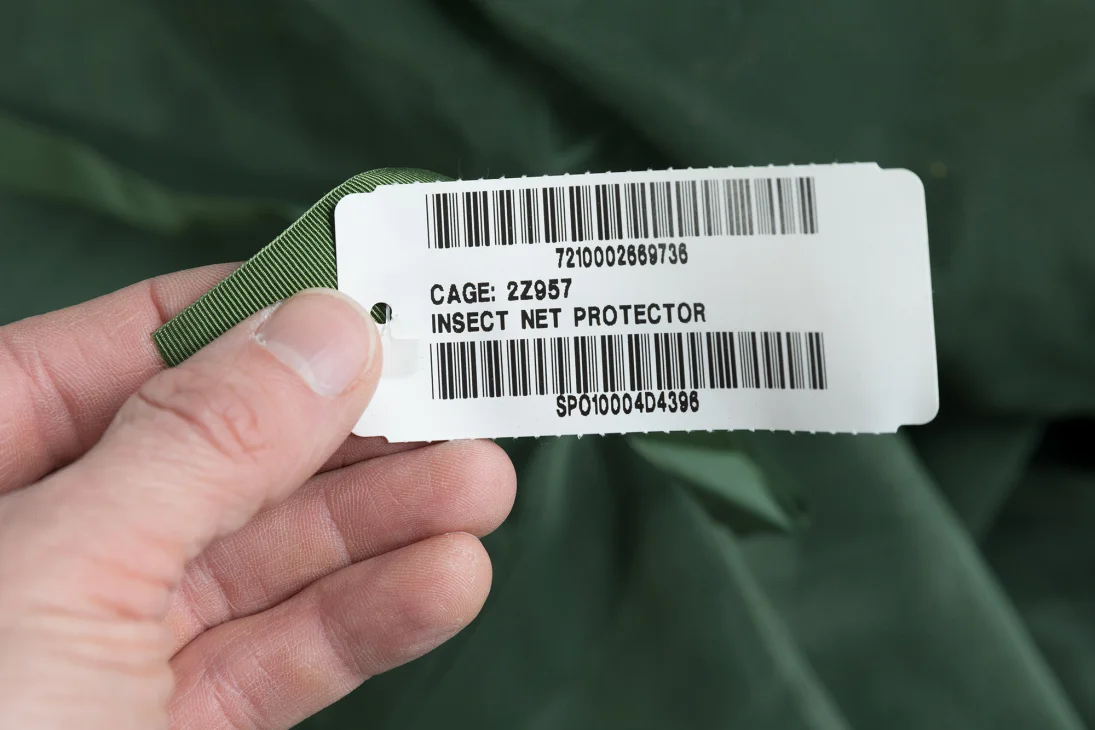 7210002669736
CAGE: 2Z957
INSECT NET PROTECTOR
SPO10004D4396